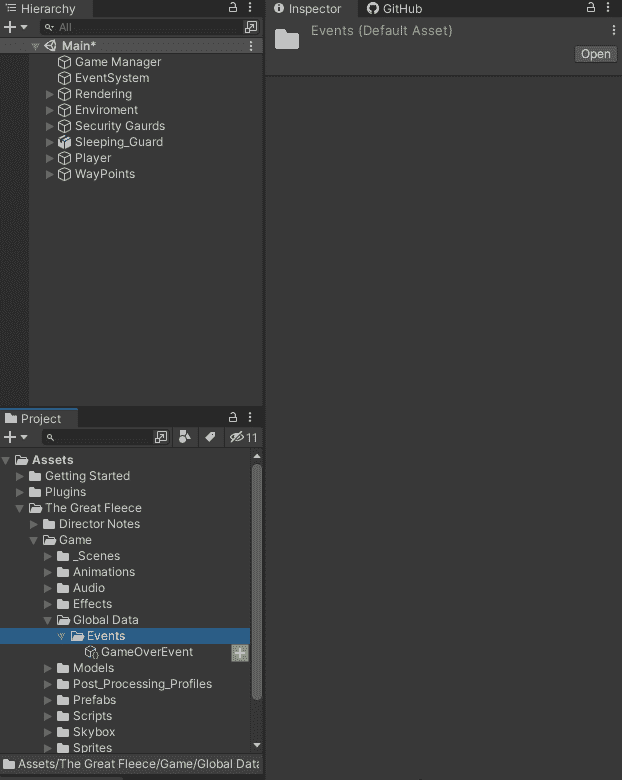 Hierarchy
All
Main*
Game Manager
EventSystem
Rendering
Enviroment
Security Gaurds
Sleeping_Guard
Player
WayPoints
Project
11
Assets
Getting Started
Plugins
The Great Fleece
Director Notes
Game
_Scenes
Animations
Audio
Effects
Global Data
Events
GameOverEvent
Models
Post_Processing_Profiles
Prefabs
Scripts
Skybox
Sprites
Assets/The Great Fleece/Game/Global Data
Inspector
GitHub
Events (Default Asset)
Open